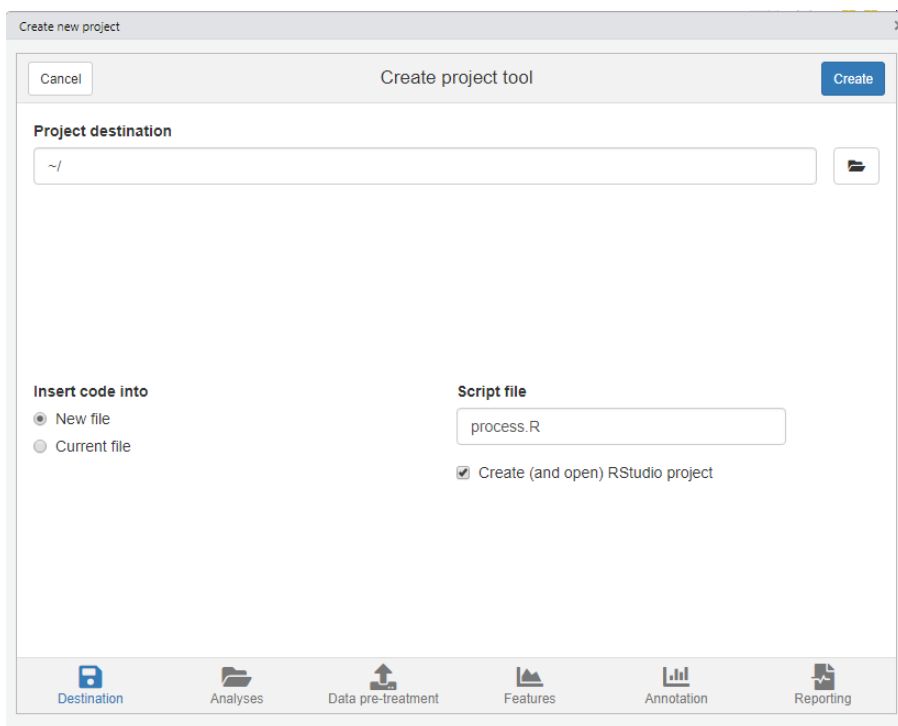 Create new project
Cancel
Create project tool
Create
Project destination
~/
Insert code into
New file
Current file
Script file
process.R
Create (and open) RStudio project
Destination
Analyses
Data pre-treatment
Features
Annotation
Reporting